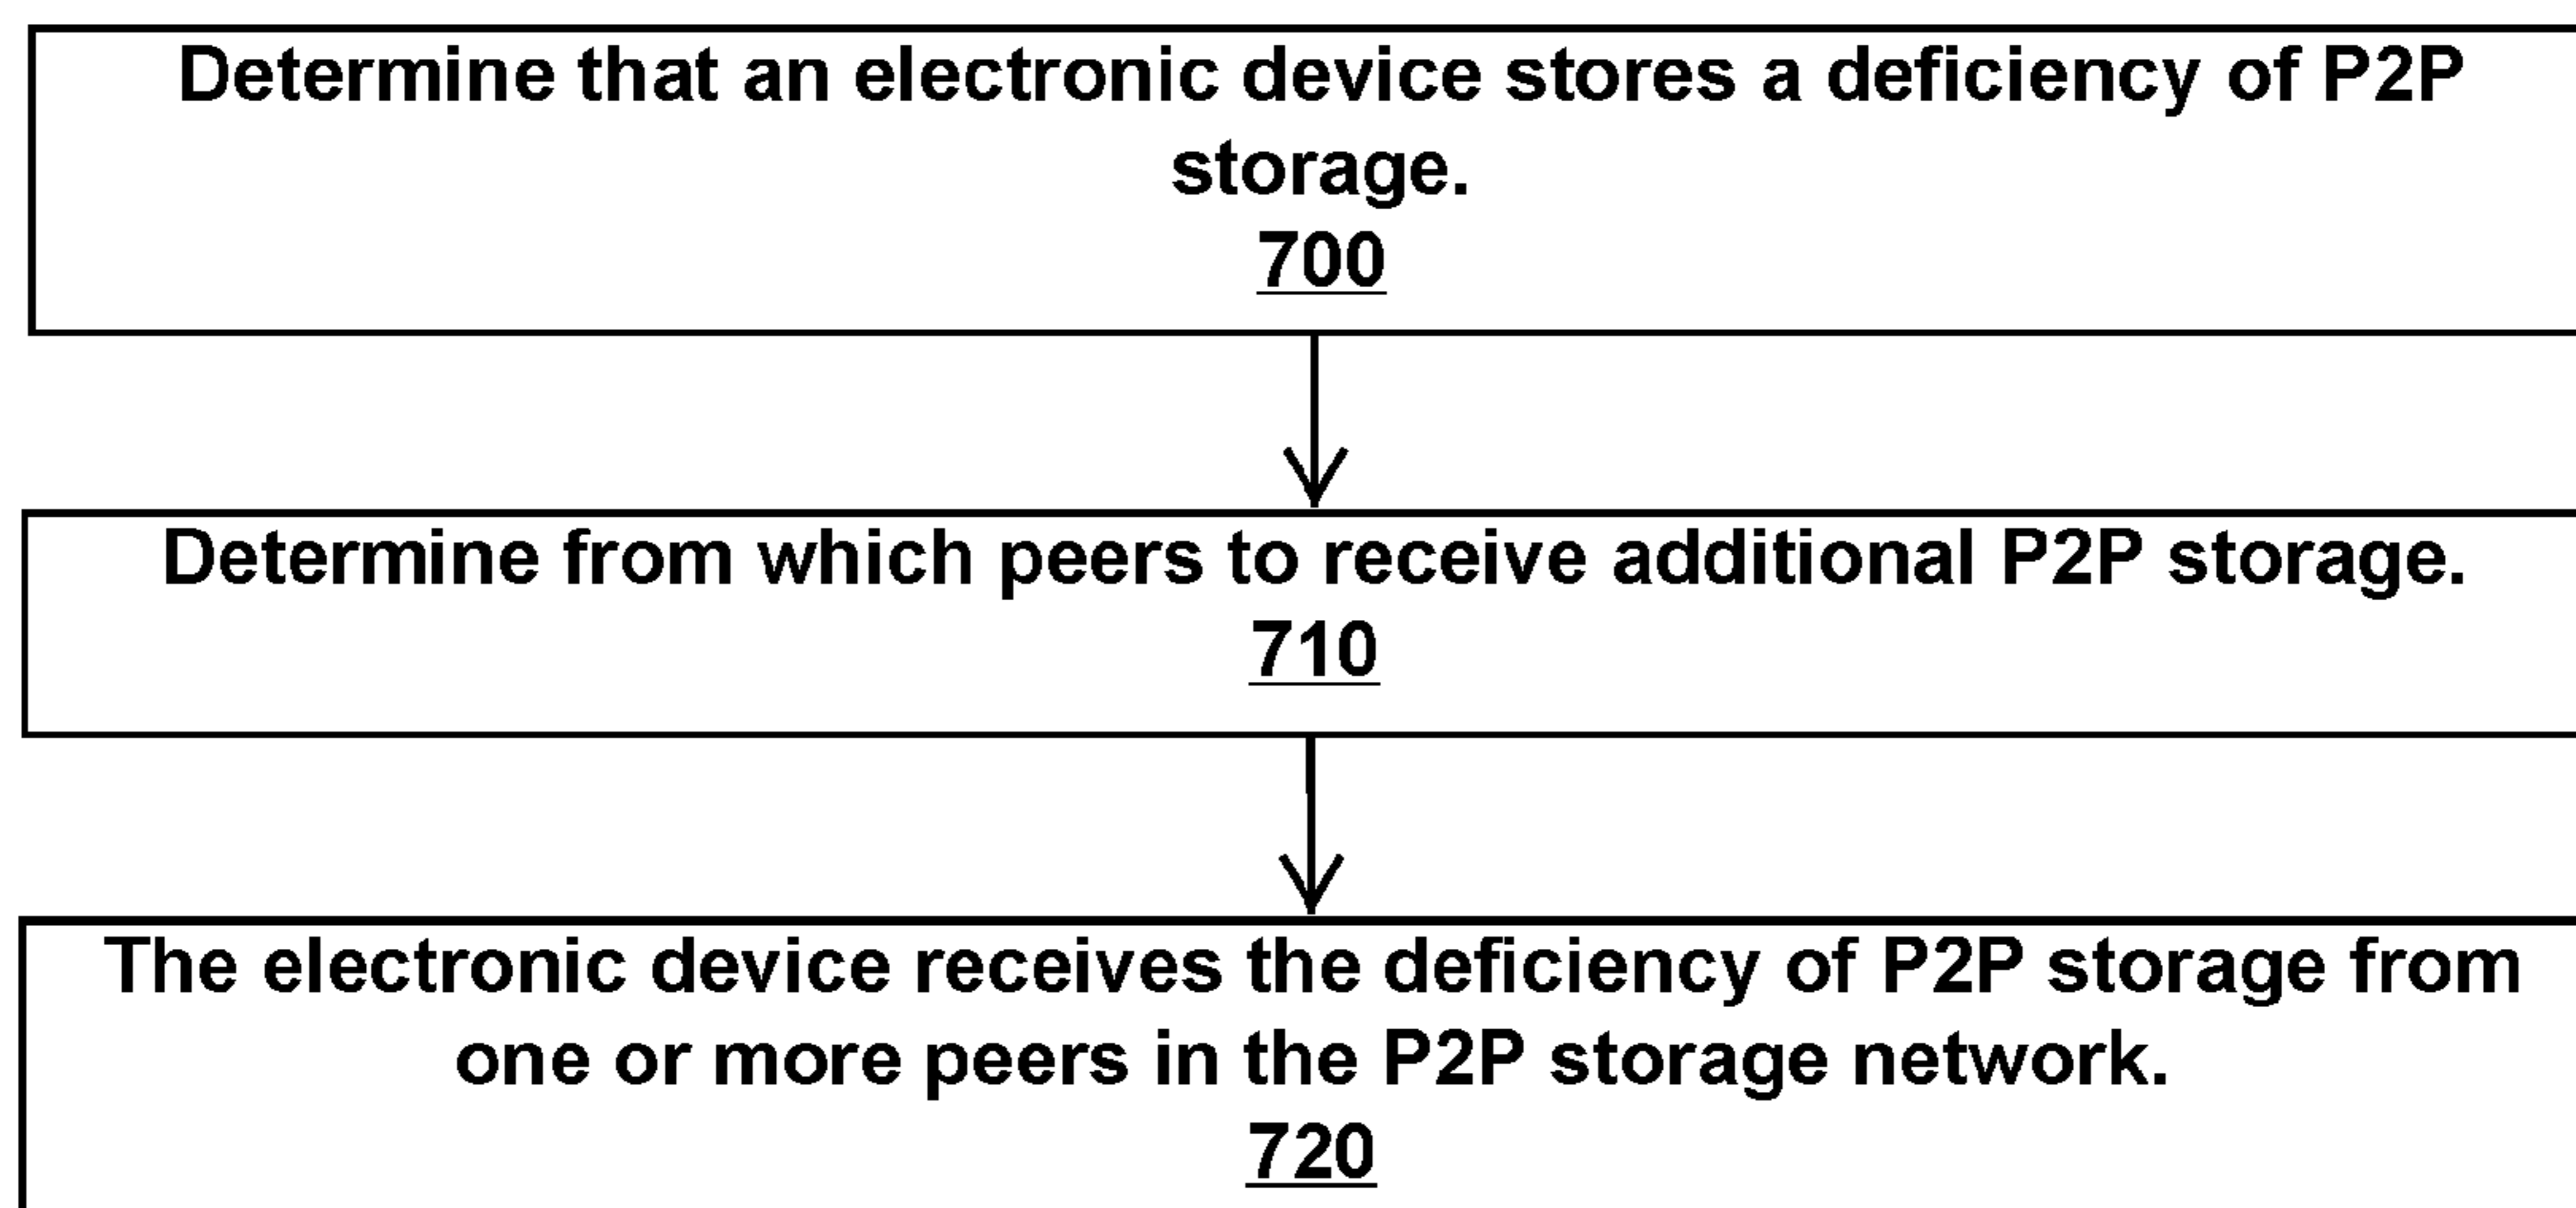 Determine that an electronic device stores a deficiency of P2P
storage.
700
Determine from which peers to receive additional P2P storage.
710
The electronic device receives the deficiency of P2P storage from
one or more peers in the P2P storage network.
720